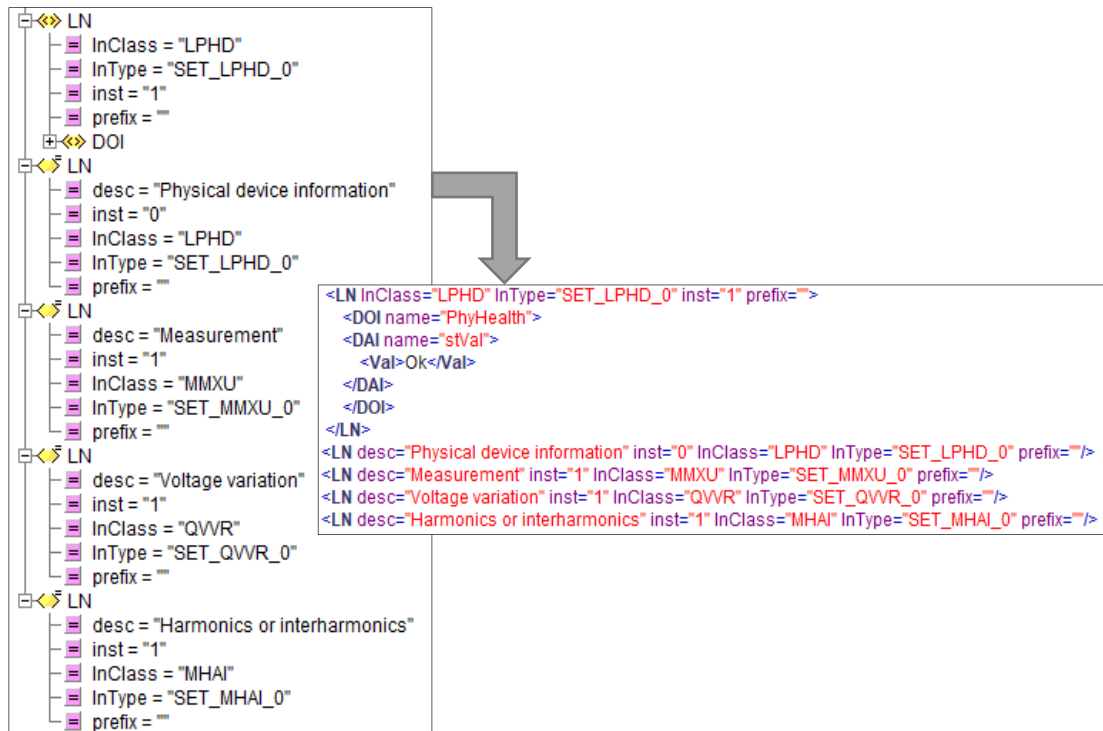 LN
lnClass = "LPHD"
lnType = "SET_LPHD_0"
inst = "1"
prefix = ""
DOI
LN
desc = "Physical device information"
inst = "0"
lnClass = "LPHD"
lnType = "SET_LPHD_0"
prefix = ""
LN
desc = "Measurement"
inst = "1"
lnClass = "MMXU"
lnType = "SET_MMXU_0"
prefix = ""
LN
desc = "Voltage variation"
inst = "1"
lnClass = "QVVR"
lnType = "SET_QVVR_0"
prefix = ""
LN
desc = "Harmonics or interharmonics"
inst = "1"
lnClass = "MHAI"
lnType = "SET_MHAI_0"
prefix = ""
<LN lnClass="LPHD" lnType="SET_LPHD_0" inst="1" prefix="">
<DOI name="PhyHealth">
<DAI name="stVal">
<Val>Ok</Val>
</DAI>
</DOI>
</LN>
<LN desc="Physical device information" inst="0" lnClass="LPHD" lnType="SET_LPHD_0" prefix=""/>
<LN desc="Measurement" inst="1" lnClass="MMXU" lnType="SET_MMXU_0" prefix=""/>
<LN desc="Voltage variation" inst="1" lnClass="QVVR" lnType="SET_QVVR_0" prefix=""/>
<LN desc="Harmonics or interharmonics" inst="1" lnClass="MHAI" lnType="SET_MHAI_0" prefix=""/>